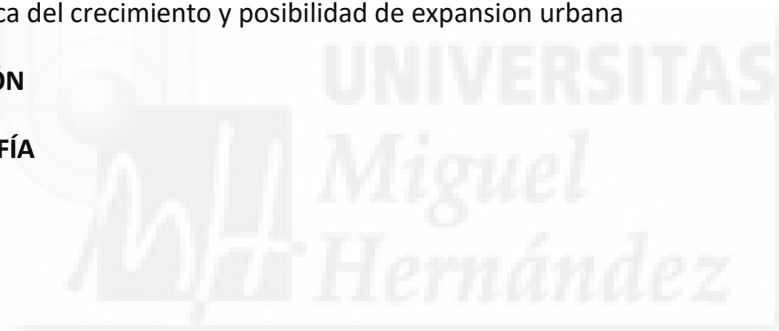 ca del crecimiento y posibilidad de expansion urbana
ÓN
FÍA
UNIVERSITAS
Miguel
Hernández